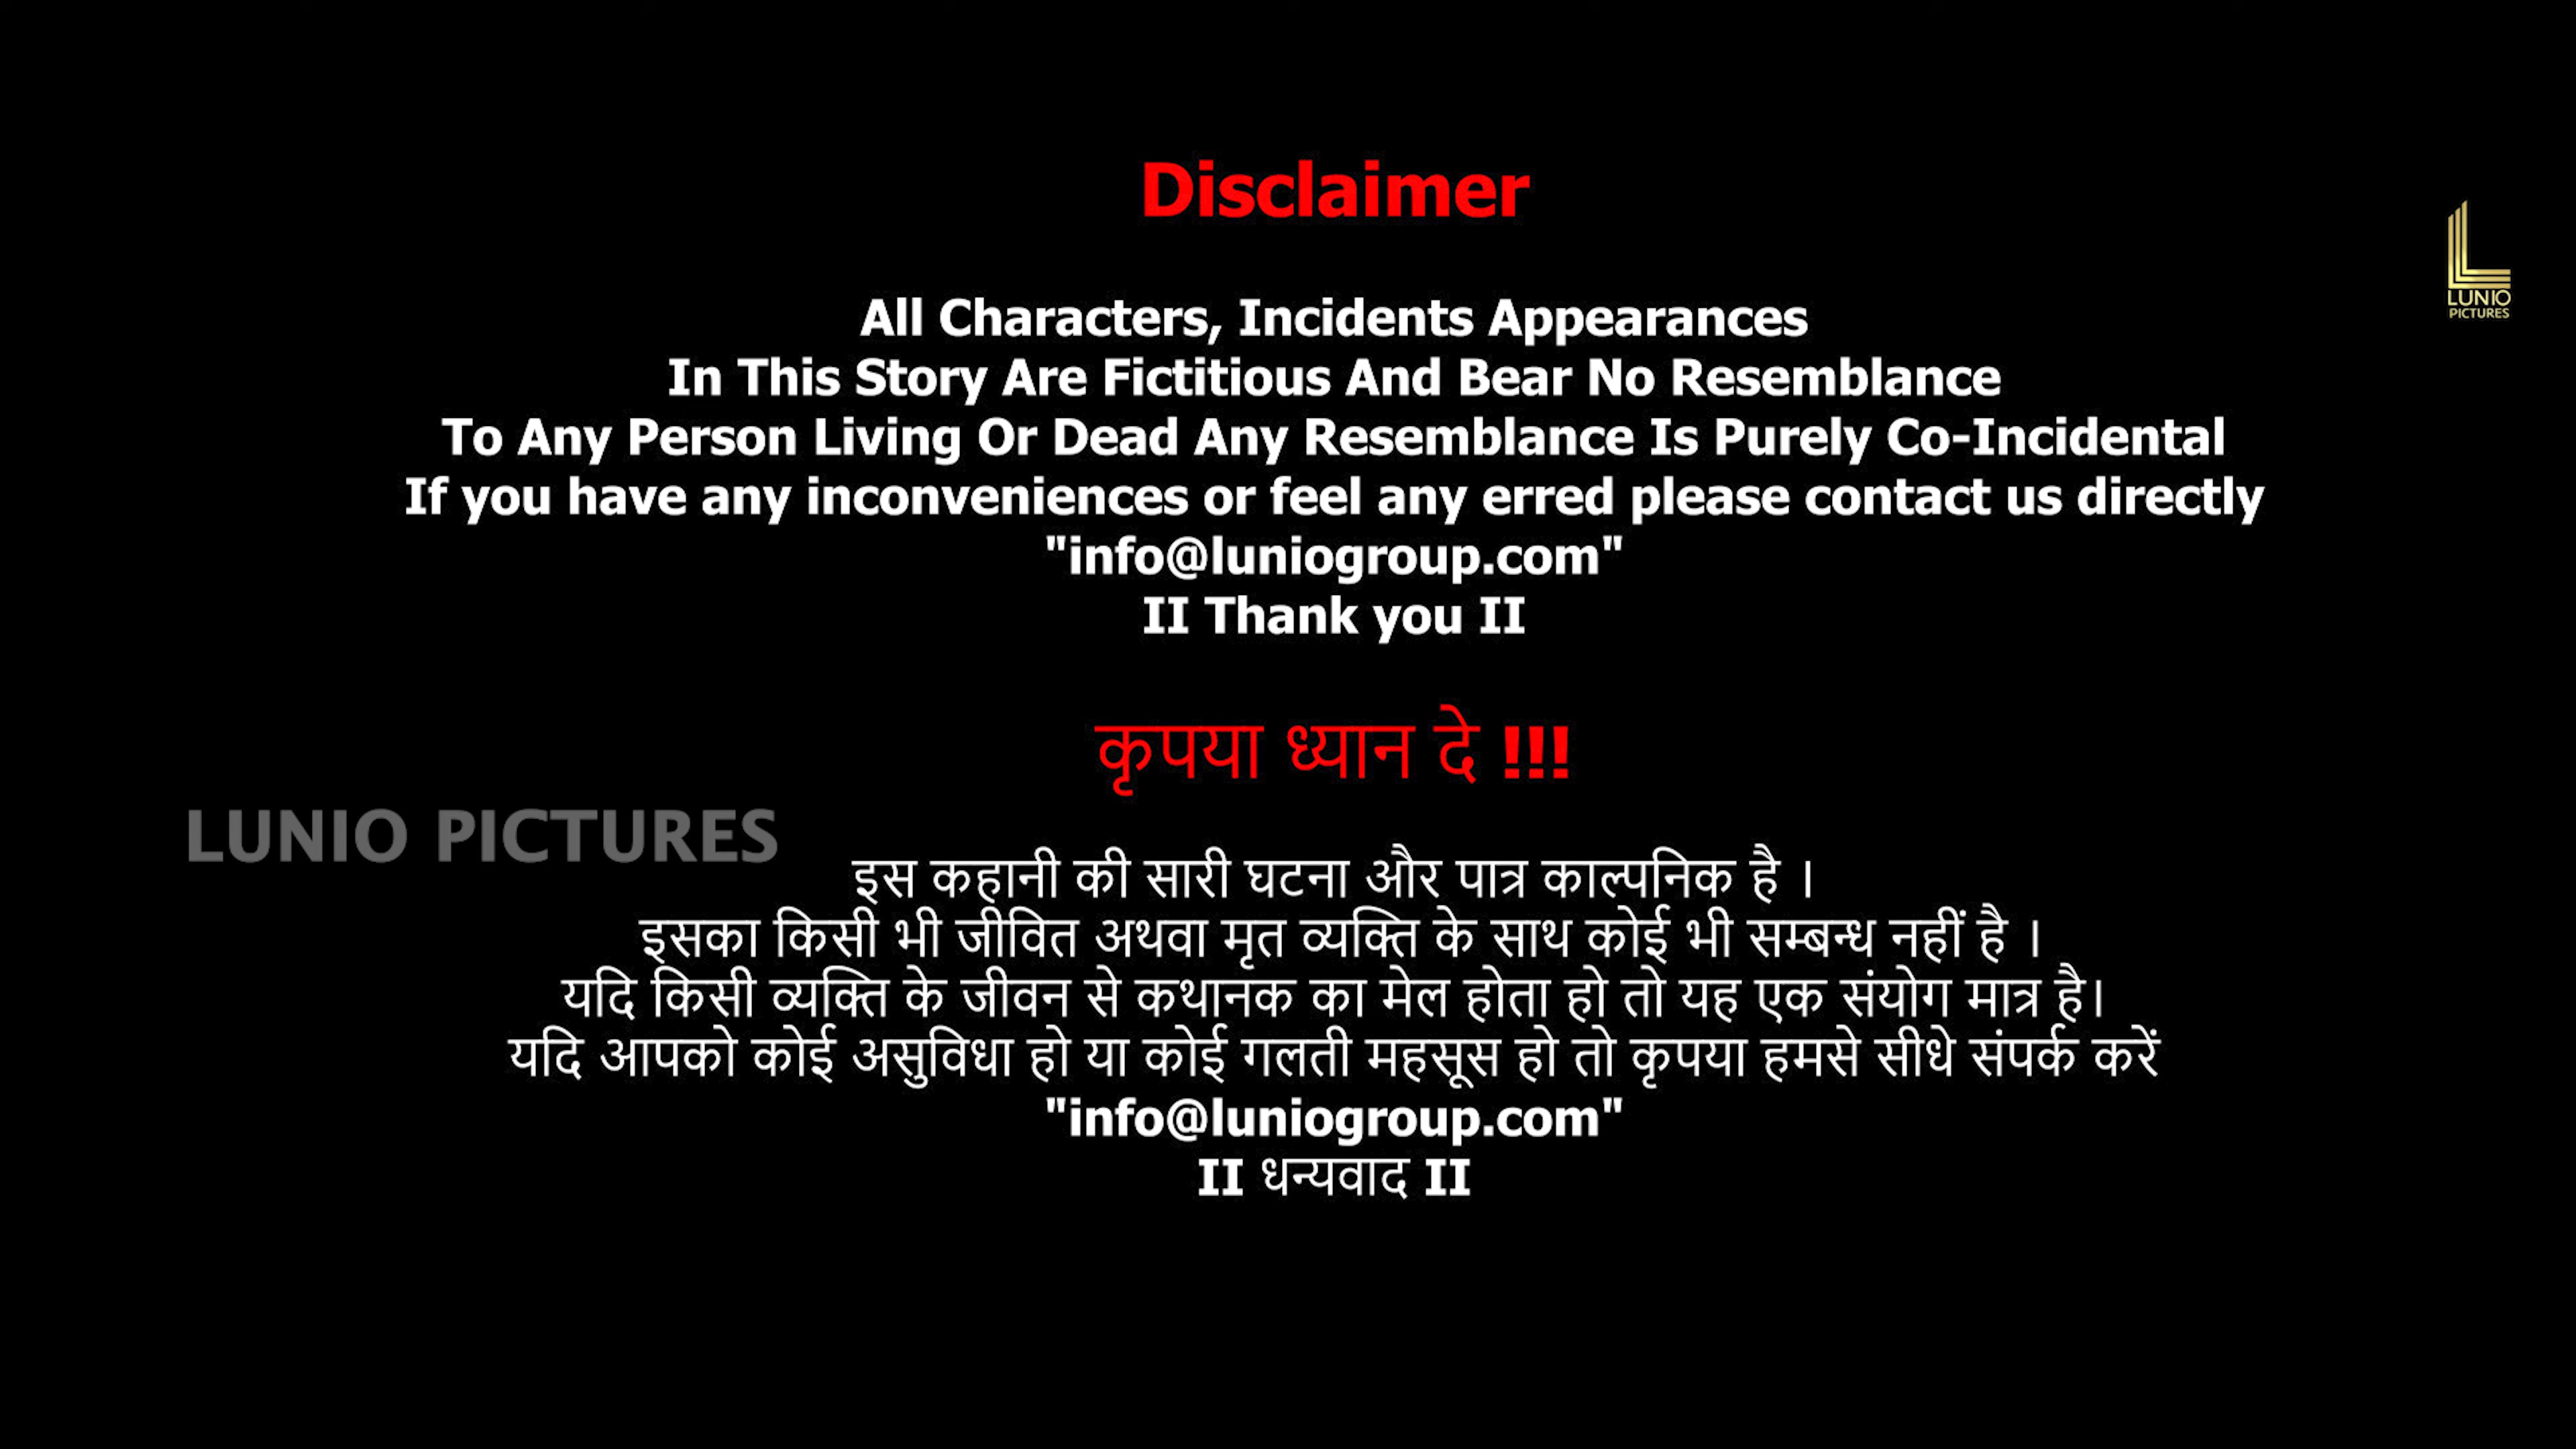 Disclaimer
All Characters, Incidents Appearances
In This Story Are Fictitious And Bear No Resemblance
To Any Person Living Or Dead Any Resemblance Is Purely Co-Incidental
If you have any inconveniences or feel any erred please contact us directly
"info@luniogroup.com"
II Thank you II
LUNIO
PICTURES
कृपया ध्यान दे !!!
LUNIO PICTURES
इस कहानी की सारी घटना और पात्र काल्पनिक है ।
इसका किसी भी जीवित अथवा मृत व्यक्ति के साथ कोई भी सम्बन्ध नहीं है ।
यदि किसी व्यक्ति के जीवन से कथानक का मेल होता हो तो यह एक संयोग मात्र है।
यदि आपको कोई असुविधा हो या कोई गलती महसूस हो तो कृपया हमसे सीधे संपर्क करें
"info@luniogroup.com"
II धन्यवाद II